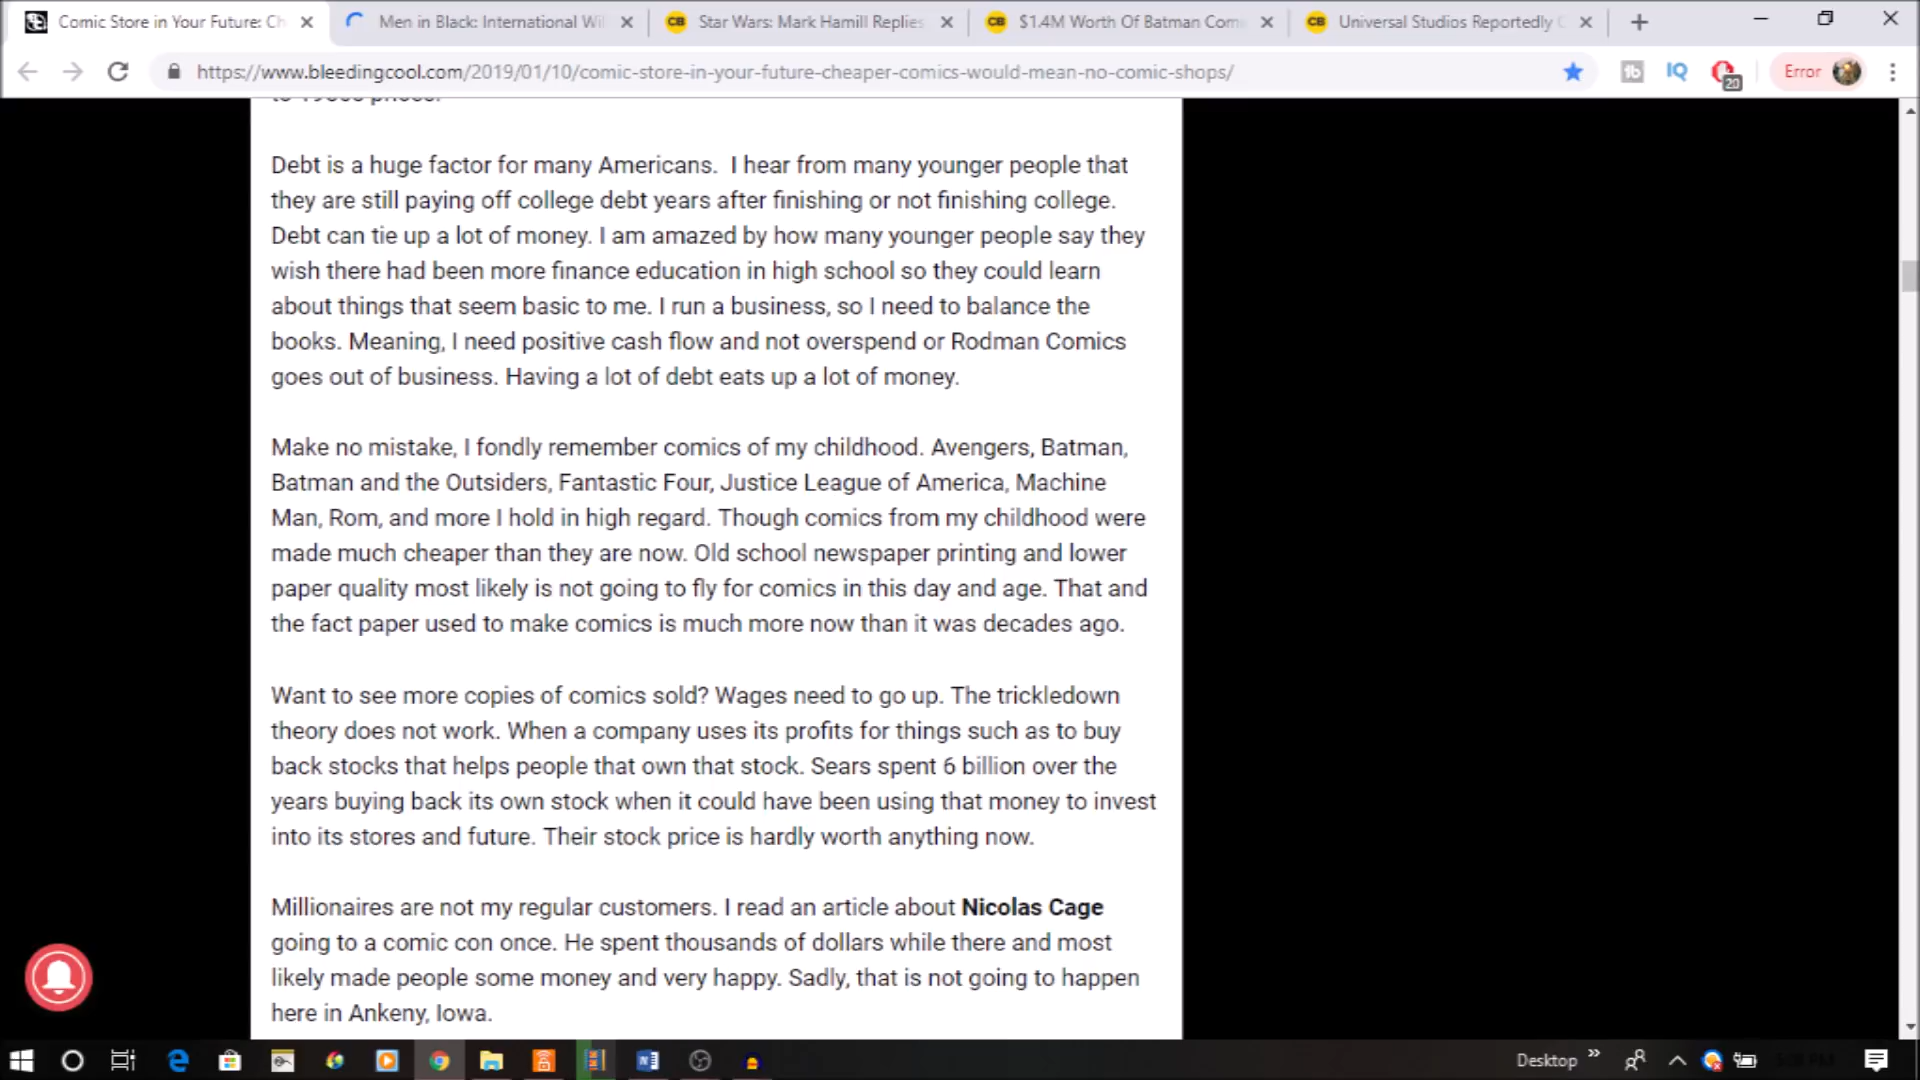 Comic Store in Your Future: Ch
Men in Black: International Wil
CB Star Wars: Mark Hamill Replies
CB $1.4M Worth Of Batman Comi
CB Universal Studios Reportedly C
https://www.bleedingcool.com/2019/01/10/comic-store-in-your-future-cheaper-comics-would-mean-no-comic-shops/
tb
IQ
20
Error
Debt is a huge factor for many Americans.  I hear from many younger people that
they are still paying off college debt years after finishing or not finishing college.
Debt can tie up a lot of money. I am amazed by how many younger people say they
wish there had been more finance education in high school so they could learn
about things that seem basic to me. I run a business, so I need to balance the
books. Meaning, I need positive cash flow and not overspend or Rodman Comics
goes out of business. Having a lot of debt eats up a lot of money.
Make no mistake, I fondly remember comics of my childhood. Avengers, Batman,
Batman and the Outsiders, Fantastic Four, Justice League of America, Machine
Man, Rom, and more I hold in high regard. Though comics from my childhood were
made much cheaper than they are now. Old school newspaper printing and lower
paper quality most likely is not going to fly for comics in this day and age. That and
the fact paper used to make comics is much more now than it was decades ago.
Want to see more copies of comics sold? Wages need to go up. The trickledown
theory does not work. When a company uses its profits for things such as to buy
back stocks that helps people that own that stock. Sears spent 6 billion over the
years buying back its own stock when it could have been using that money to invest
into its stores and future. Their stock price is hardly worth anything now.
Millionaires are not my regular customers. I read an article about Nicolas Cage
going to a comic con once. He spent thousands of dollars while there and most
likely made people some money and very happy. Sadly, that is not going to happen
here in Ankeny, Iowa.
Desktop